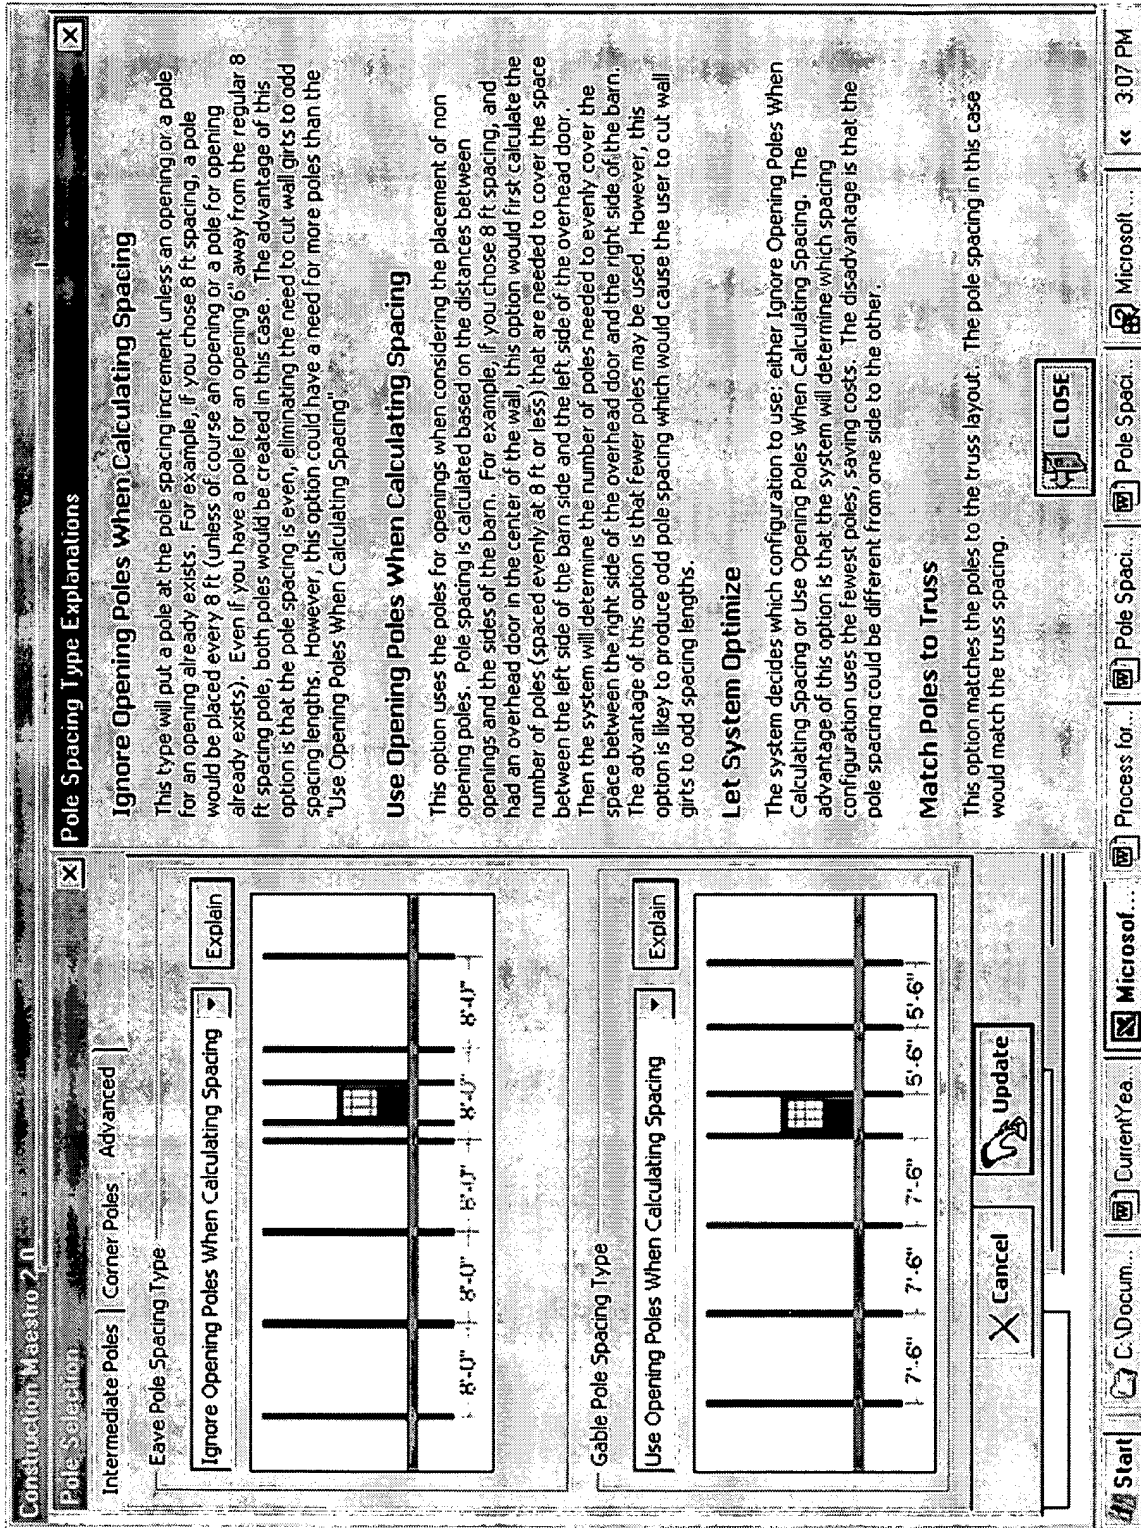 Construction Maestro 2.0
Pole Selection
Intermediate Poles
Corner Poles
Advanced
Eave Pole Spacing Type
Ignore Opening Poles When Calculating Spacing
Explain
8'-0"
8'-0"
8'-0"
8'-0"
8'-0"
Gable Pole Spacing Type
Use Opening Poles When Calculating Spacing
Explain
7'-6"
7'-6"
7'-6"
5'-6"
5'-6"
Cancel
Update
Pole Spacing Type Explanations
Ignore Opening Poles When Calculating Spacing
This type will put a pole at the pole spacing increment unless an opening or a pole
for an opening already exists. For example, if you chose 8 ft spacing, a pole
would be placed every 8 ft (unless of course an opening or a pole for opening
already exists). Even if you have a pole for an opening 6" away from the regular 8
ft spacing pole, both poles would be created in this case. The advantage of this
option is that the pole spacing is even, eliminating the need to cut wall girts to odd
spacing lengths. However, this option could have a need for more poles than the
"Use Opening Poles When Calculating Spacing".
Use Opening Poles When Calculating Spacing
This option uses the poles for openings when considering the placement of non
opening poles. Pole spacing is calculated based on the distances between
openings and the sides of the barn. For example, if you chose 8 ft spacing, and
had an overhead door in the center of the wall, this option would first calculate the
number of poles (spaced evenly at 8 ft or less) that are needed to cover the space
between the left side of the barn side and the left side of the overhead door.
Then the system will determine the number of poles needed to evenly cover the
space between the right side of the overhead door and the right side of the barn.
The advantage of this option is that fewer poles may be used. However, this
option is likely to produce odd pole spacing which would cause the user to cut wall
girts to odd spacing lengths.
Let System Optimize
The system decides which configuration to use: either Ignore Opening Poles When
Calculating Spacing or Use Opening Poles When Calculating Spacing. The
advantage of this option is that the system will determine which spacing
configuration uses the fewest poles, saving costs. The disadvantage is that the
pole spacing could be different from one side to the other.
Match Poles to Truss
This option matches the poles to the truss layout. The pole spacing in this case
would match the truss spacing.
CLOSE
Start
C:\Docum...
CurrentYea...
Microsof...
Process for...
Pole Spaci...
Pole Spaci...
Microsoft ...
«
3:07 PM